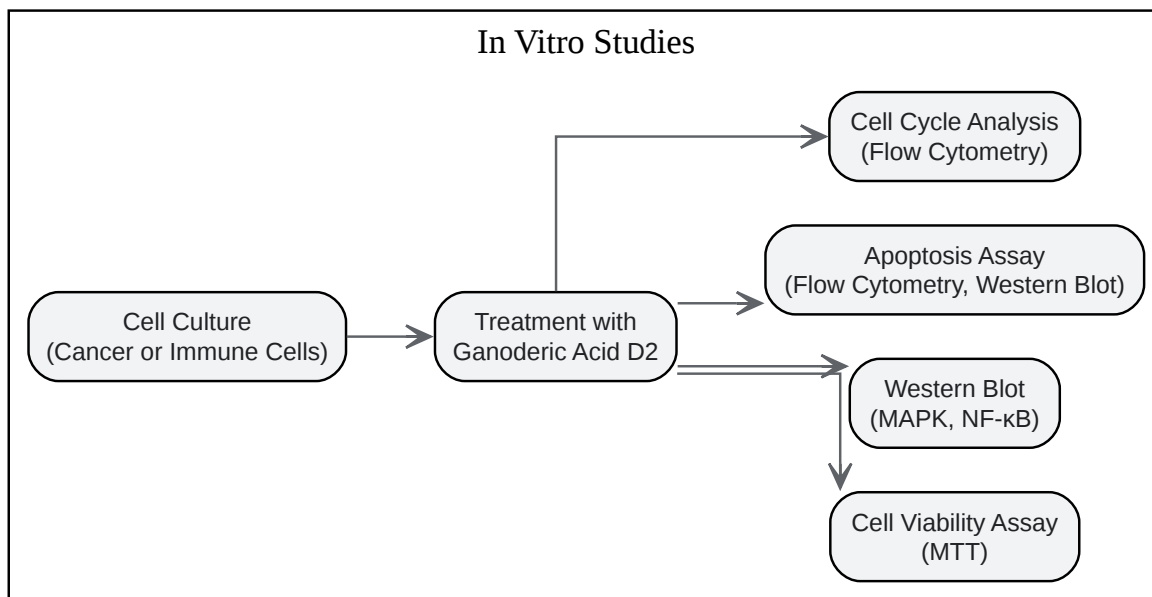 In Vitro Studies
Cell Cycle Analysis
(Flow Cytometry)
Apoptosis Assay
(Flow Cytometry, Western Blot)
Cell Culture
(Cancer or Immune Cells)
Treatment with
Ganoderic Acid D2
Western Blot
(MAPK, NF-κB)
Cell Viability Assay
(MTT)